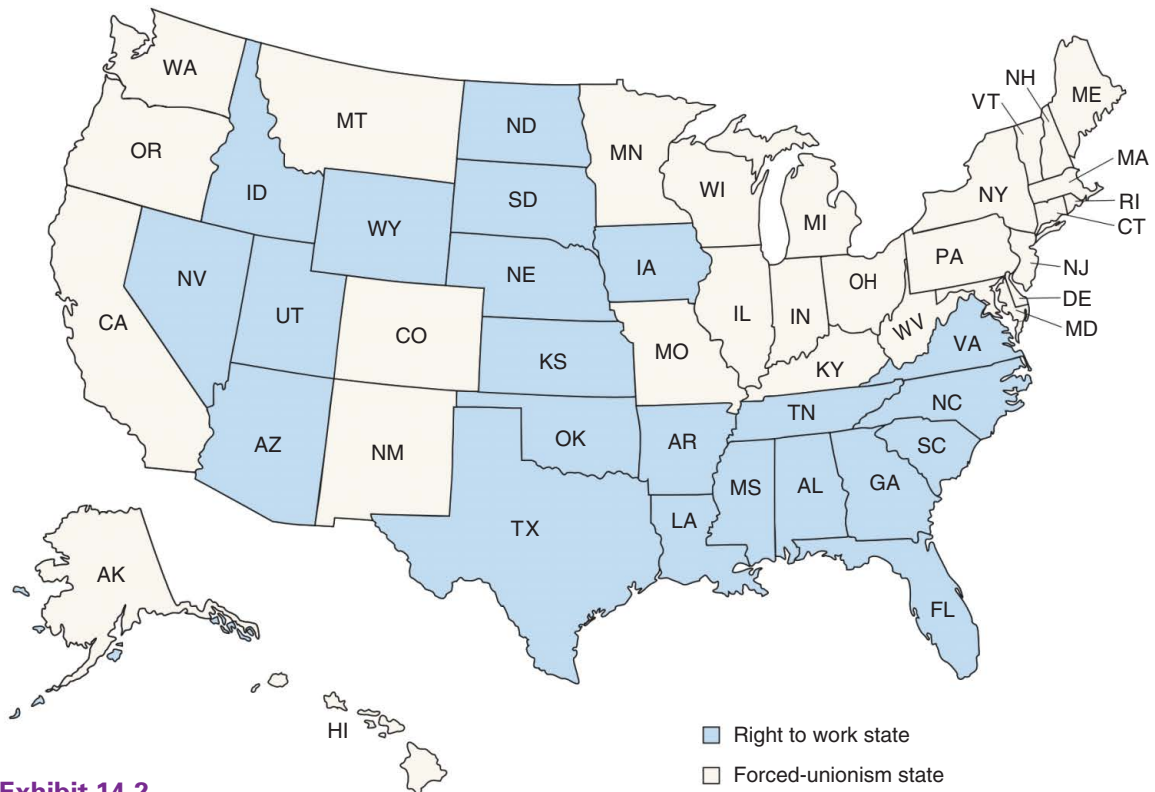 WA
MT
ND
MN
OR
ID
SD
WI
MI
NH
VT
ME
MA
NY
RI
CT
WY
IA
NE
PA
NJ
NV
UT
CO
IL
IN
OH
DE
MD
CA
KS
MO
WV
VA
KY
AZ
NM
OK
AR
TN
NC
SC
MS
AL
GA
TX
LA
AK
FL
HI
Right to work state
Forced-unionism state
Exhibit 14.2